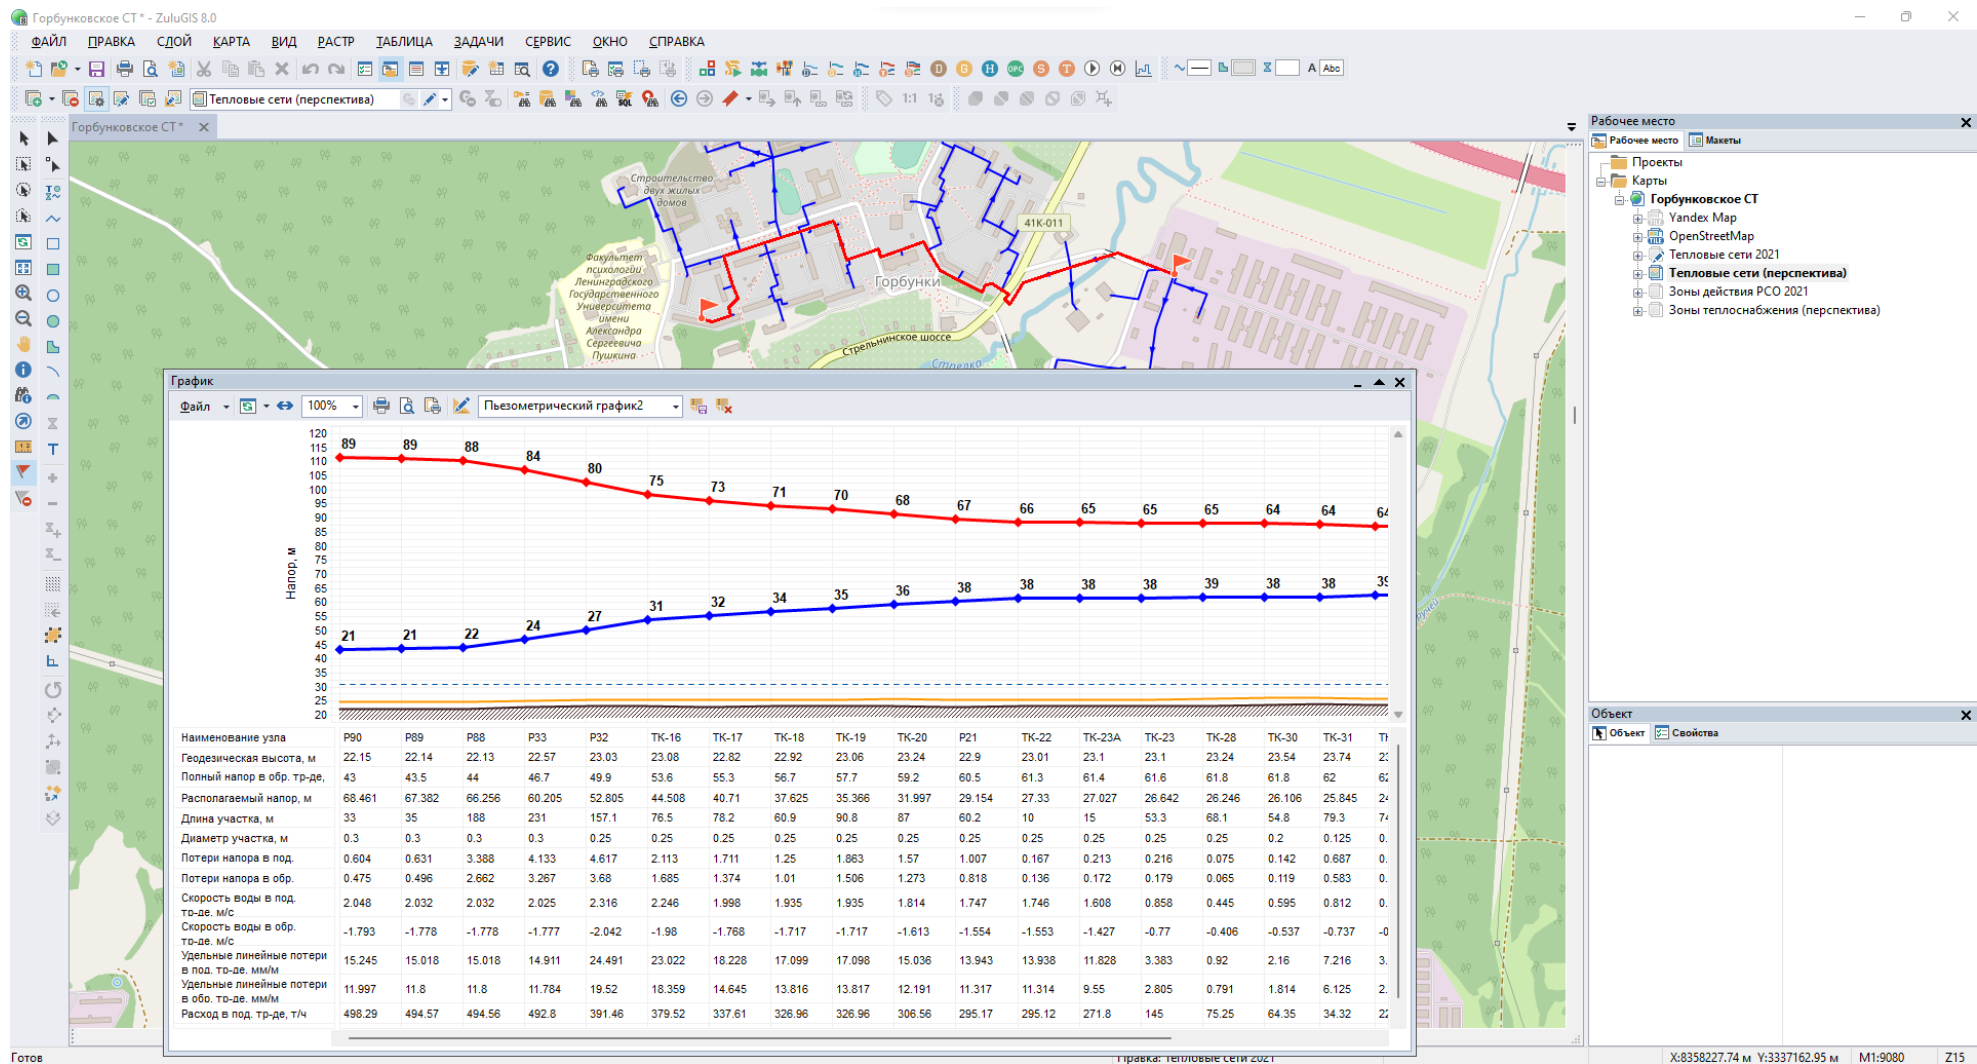 Горбунковское СТ * - ZuluGIS 8.0
ФАЙЛ ПРАВКА СЛОЙ КАРТА ВИД РАСТР ТАБЛИЦА ЗАДАЧИ СЕРВИС ОКНО СПРАВКА
Тепловые сети (перспектива)
Горбунковское СТ *
Строительство
двух жилых
домов
Факультет
психологии
Ленинградского
Государственного
Университета
имени
Александра
Сергеевича
Пушкина
Горбунки
41К-011
Стрельнинское шоссе
Стрелка
Рабочее место
Рабочее место Макеты
Проекты
Карты
Горбунковское СТ
Yandex Map
OpenStreetMap
Тепловые сети 2021
Тепловые сети (перспектива)
Зоны действия РСО 2021
Зоны теплоснабжения (перспектива)
График
Файл 100% Пьезометрический график2
Напор, м
120
115
110
105
100
95
90
85
80
75
70
65
60
55
50
45
40
35
30
25
20
89 89 88 84 80 75 73 71 70 68 67 66 65 65 65 64 64 64
21 21 22 24 27 31 32 34 35 36 38 38 38 38 39 38 38 39
Наименование узла P90 P89 P88 P33 P32 ТК-16 ТК-17 ТК-18 ТК-19 ТК-20 P21 ТК-22 ТК-23А ТК-23 ТК-28 ТК-30 ТК-31
Геодезическая высота, м 22.15 22.14 22.13 22.57 23.03 23.08 22.82 22.92 23.06 23.24 22.9 23.01 23.1 23.1 23.24 23.54 23.74
Полный напор в обр. тр-де, 43 43.5 44 46.7 49.9 53.6 55.3 56.7 57.7 59.2 60.5 61.3 61.4 61.6 61.8 61.8 62
Располагаемый напор, м 68.461 67.382 66.256 60.205 52.805 44.508 40.71 37.625 35.366 31.997 29.154 27.33 27.027 26.642 26.246 26.106 25.845
Длина участка, м 33 35 188 231 157.1 76.5 78.2 60.9 90.8 87 60.2 10 15 53.3 68.1 54.8 79.3
Диаметр участка, м 0.3 0.3 0.3 0.3 0.25 0.25 0.25 0.25 0.25 0.25 0.25 0.25 0.25 0.25 0.25 0.2 0.125
Потери напора в под. 0.604 0.631 3.388 4.133 4.617 2.113 1.711 1.25 1.863 1.57 1.007 0.167 0.213 0.216 0.075 0.142 0.687
Потери напора в обр. 0.475 0.496 2.662 3.267 3.68 1.685 1.374 1.01 1.506 1.273 0.818 0.136 0.172 0.179 0.065 0.119 0.583
Скорость воды в под.
тр-де, м/с 2.048 2.032 2.032 2.025 2.316 2.246 1.998 1.935 1.935 1.814 1.747 1.746 1.608 0.858 0.445 0.595 0.812
Скорость воды в обр.
тр-де, м/с -1.793 -1.778 -1.778 -1.777 -2.042 -1.98 -1.768 -1.717 -1.717 -1.613 -1.554 -1.553 -1.427 -0.77 -0.406 -0.537 -0.737
Удельные линейные потери
в под. тр-де, мм/м 15.245 15.018 15.018 14.911 24.491 23.022 18.228 17.099 17.098 15.036 13.943 13.938 11.828 3.383 0.92 2.16 7.216
Удельные линейные потери
в обр. тр-де, мм/м 11.997 11.8 11.8 11.784 19.52 18.359 14.645 13.816 13.817 12.191 11.317 11.314 9.55 2.805 0.791 1.814 6.125
Расход в под. тр-де, т/ч 498.29 494.57 494.56 492.8 391.46 379.52 337.61 326.96 326.96 306.56 295.17 295.12 271.8 145 75.25 64.35 34.32
Объект
Объект Свойства
Готов
Правка: Тепловые сети 2021
X:8358227.74 м Y:3337162.95 м М1:9080 Z15